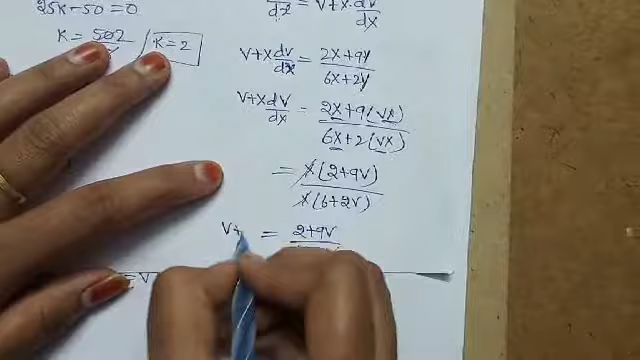 25K-50=0
K=50/2
K=2
dy/dx = V+x.dv/dx
V+x dv/dx = 2x+9y / 6x+2y
V+x dv/dx = 2x+9(vx) / 6x+2(vx)
= x(2+9v) / x(6+2v)
V+ = 2+9v
=V